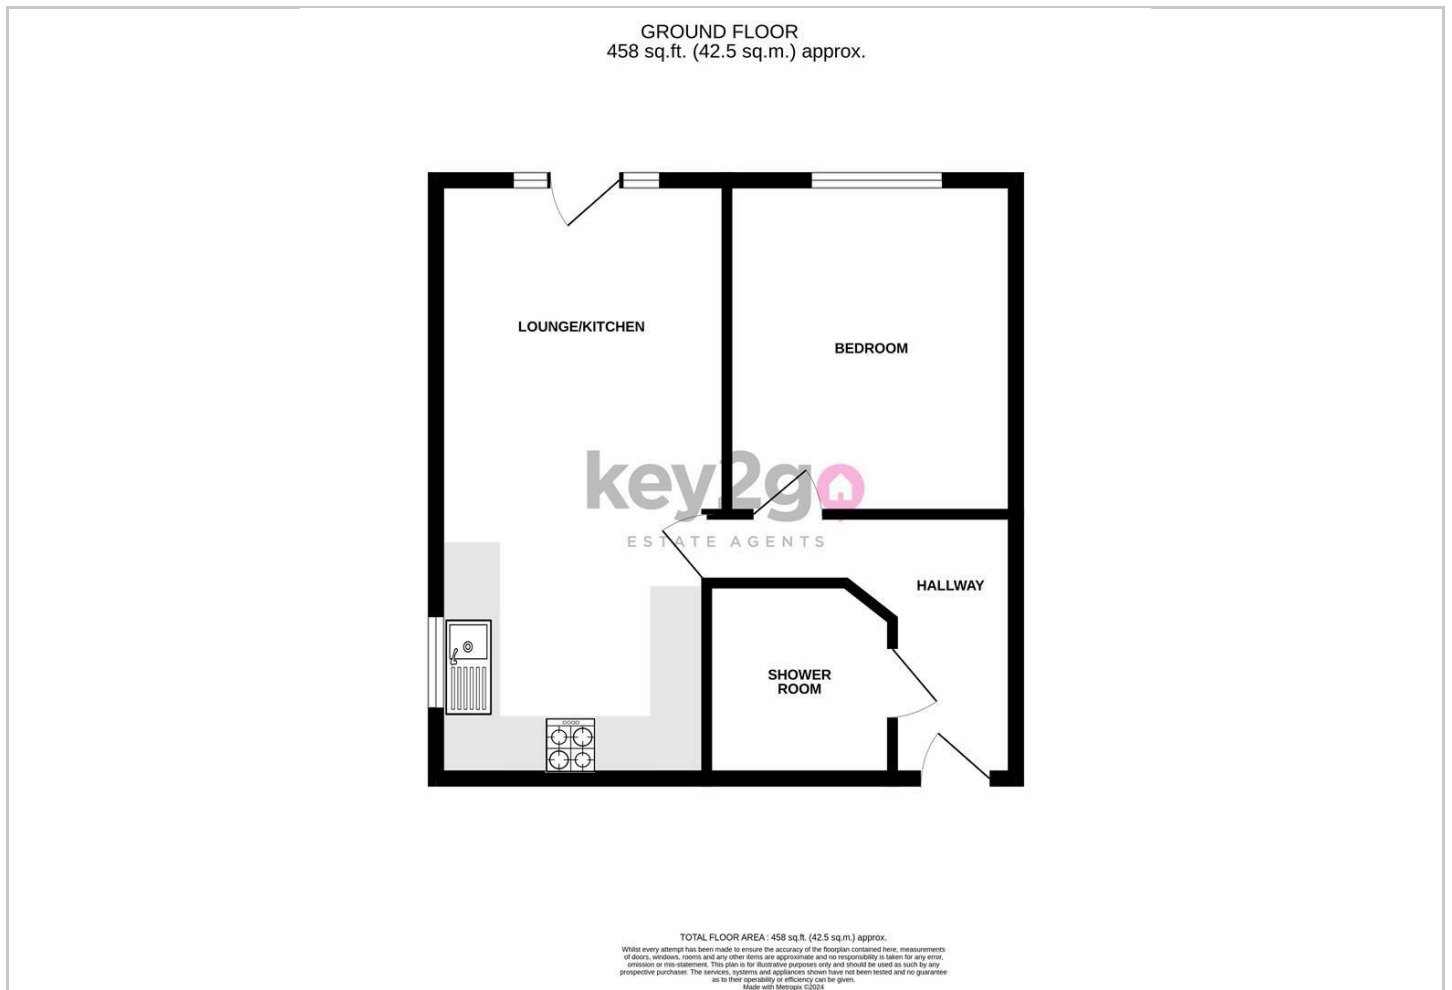 GROUND FLOOR
458 sq.ft. (42.5 sq.m.) approx.
LOUNGE/KITCHEN
BEDROOM
key2go
ESTATE AGENTS
HALLWAY
SHOWER
ROOM
TOTAL FLOOR AREA : 458 sq.ft. (42.5 sq.m.) approx.
Whilst every attempt has been made to ensure the accuracy of the floorplan contained here, measurements
of doors, windows, rooms and any other items are approximate and no responsibility is taken for any error,
omission or mis-statement. This plan is for illustrative purposes only and should be used as such by any
prospective purchaser. The services, systems and appliances shown have not been tested and no guarantee
as to their operability or efficiency can be given.
Made with Metropix ©2024